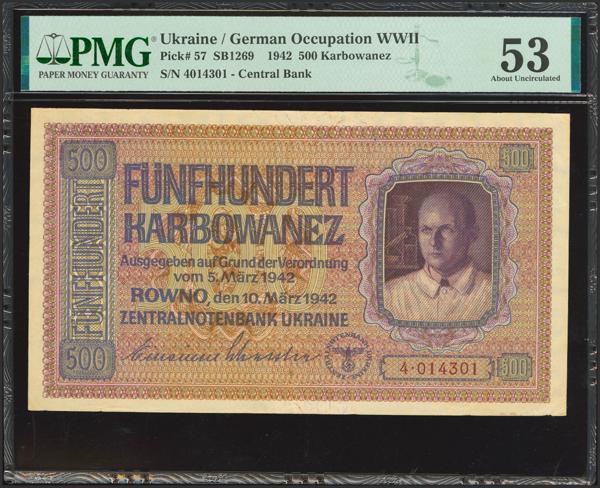 PMG
PAPER MONEY GUARANTY
Ukraine / German Occupation WWII
Pick# 57 SB1269 1942 500 Karbowanez
S/N 4014301 - Central Bank
53
About Uncirculated
500
500
FÜNFHUNDERT
FÜNFHUNDERT
KARBOWANEZ
Ausgegeben auf Grund der Verordnung
vom 5. März 1942
ROWNO, den 10. März 1942
ZENTRALNOTENBANK UKRAINE
4·014301
500
500